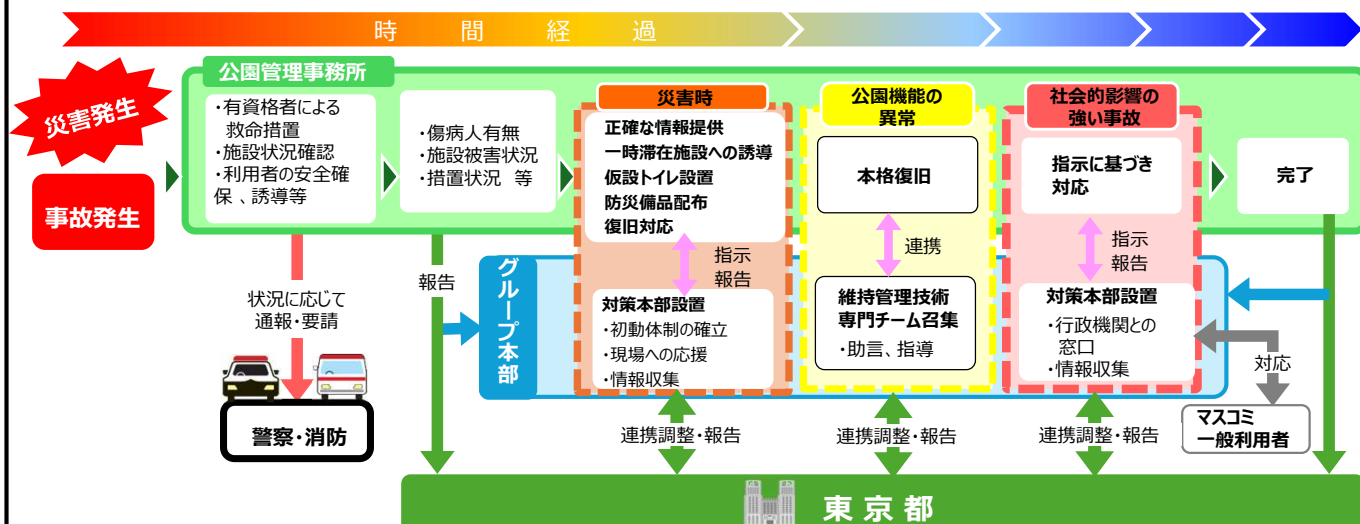 時間経過
災害発生
事故発生
公園管理事務所
・有資格者による
救命措置
・施設状況確認
・利用者の安全確
保 、誘導等
・傷病人有無
・施設被害状況
・措置状況 等
災害時
正確な情報提供
一時滞在施設への誘導
仮設トイレ設置
防災備品配布
復旧対応
公園機能の
異常
本格復旧
社会的影響の
強い事故
指示に基づき
対応
完了
状況に応じて
通報・要請
警察・消防
報告
グループ本部
指示
報告
対策本部設置
・初動体制の確立
・現場への応援
・情報収集
連携
維持管理技術
専門チーム召集
・助言、指導
指示
報告
対策本部設置
・行政機関との
窓口
・情報収集
対応
マスコミ
一般利用者
連携調整・報告
連携調整・報告
連携調整・報告
東京都